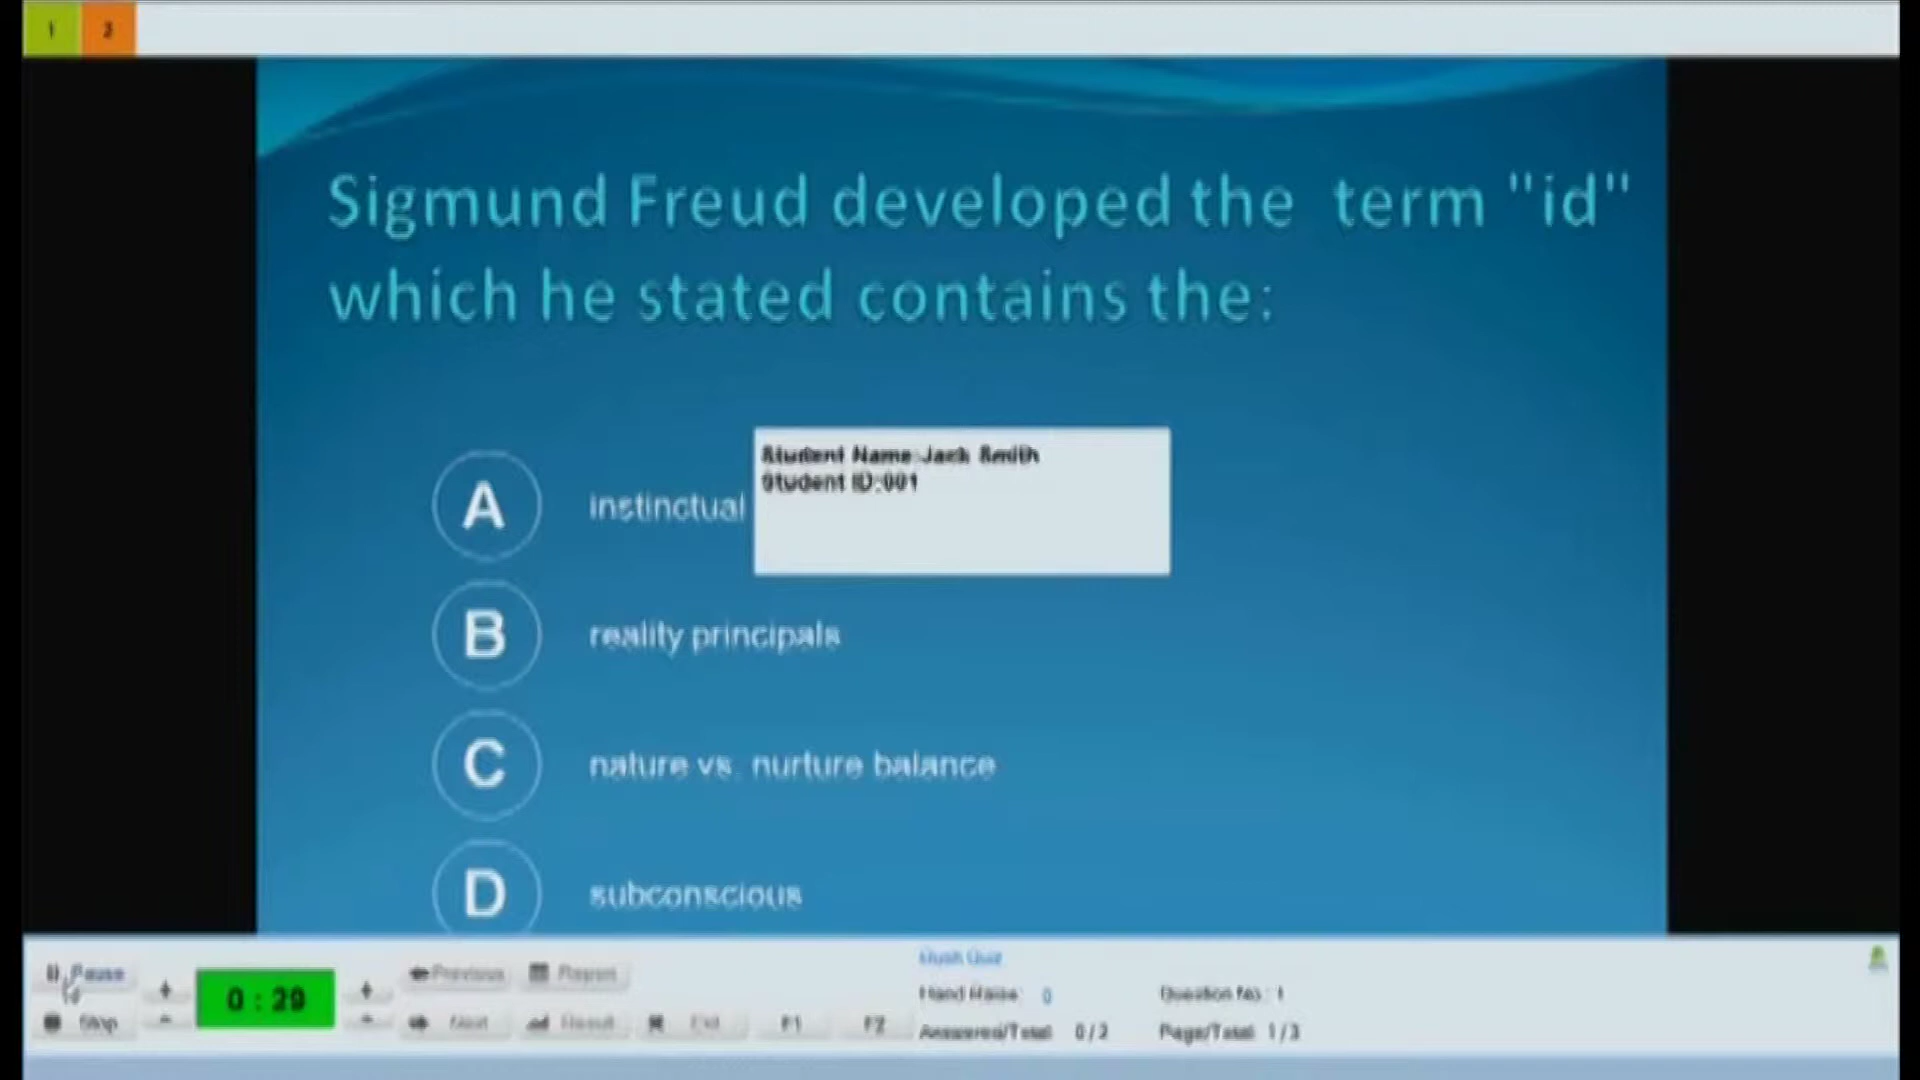 1 2
Sigmund Freud developed the term "id"
which he stated contains the:
Student Name:Jack Smith
Student ID:001
A instinctual
B reality principals
C nature vs. nurture balance
D subconscious
Pause
Stop
0 : 29
Previous Report
Next Result Exit F1 F2
Quiz
Hand Raise: 0 Question No.: 1
Answered/Total: 0/2 Page/Total: 1/3